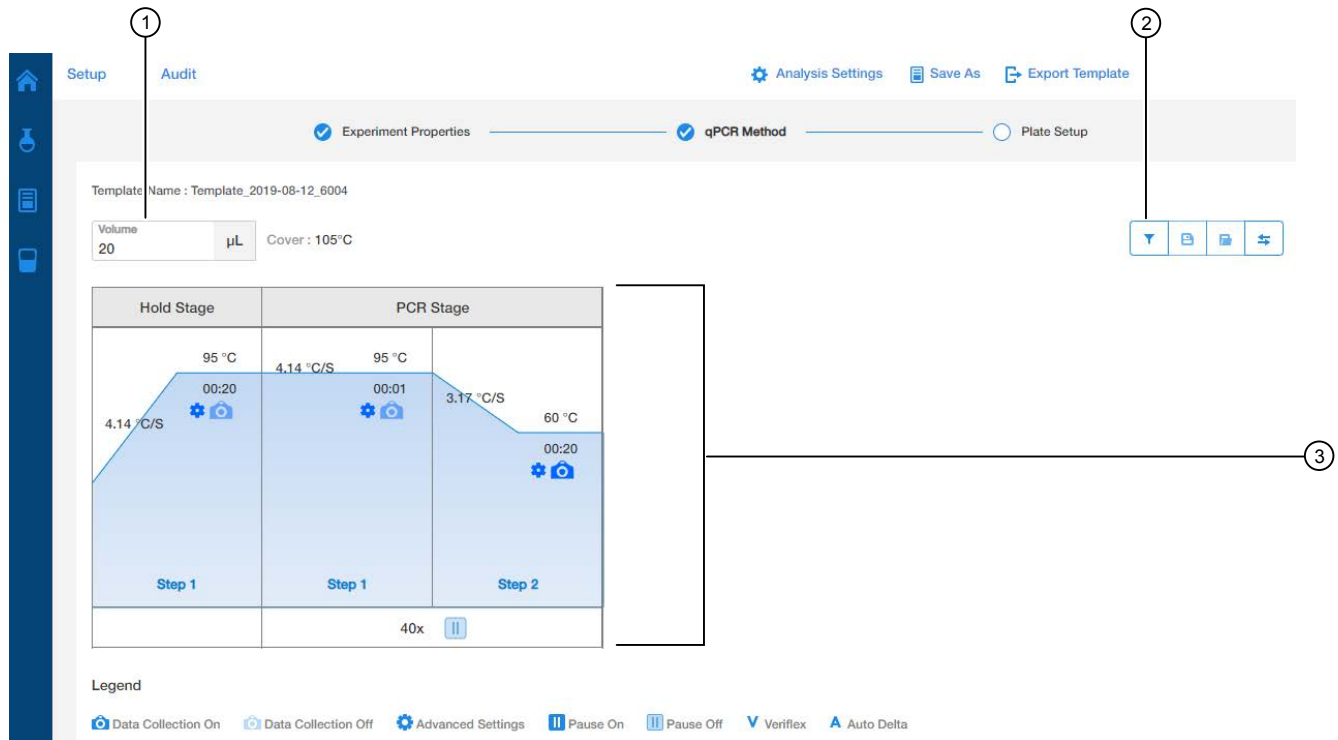 1
2
Setup Audit Analysis Settings Save As Export Template
Experiment Properties qPCR Method Plate Setup
Template Name : Template_2019-08-12_6004
Volume
20 µL Cover : 105°C
Hold Stage PCR Stage
95 °C 4.14 °C/S 95 °C
00:20 00:01 3.17 °C/S
4.14 °C/S 60 °C
00:20
3
Step 1 Step 1 Step 2
40x
Legend
Data Collection On Data Collection Off Advanced Settings Pause On Pause Off V Veriflex A Auto Delta